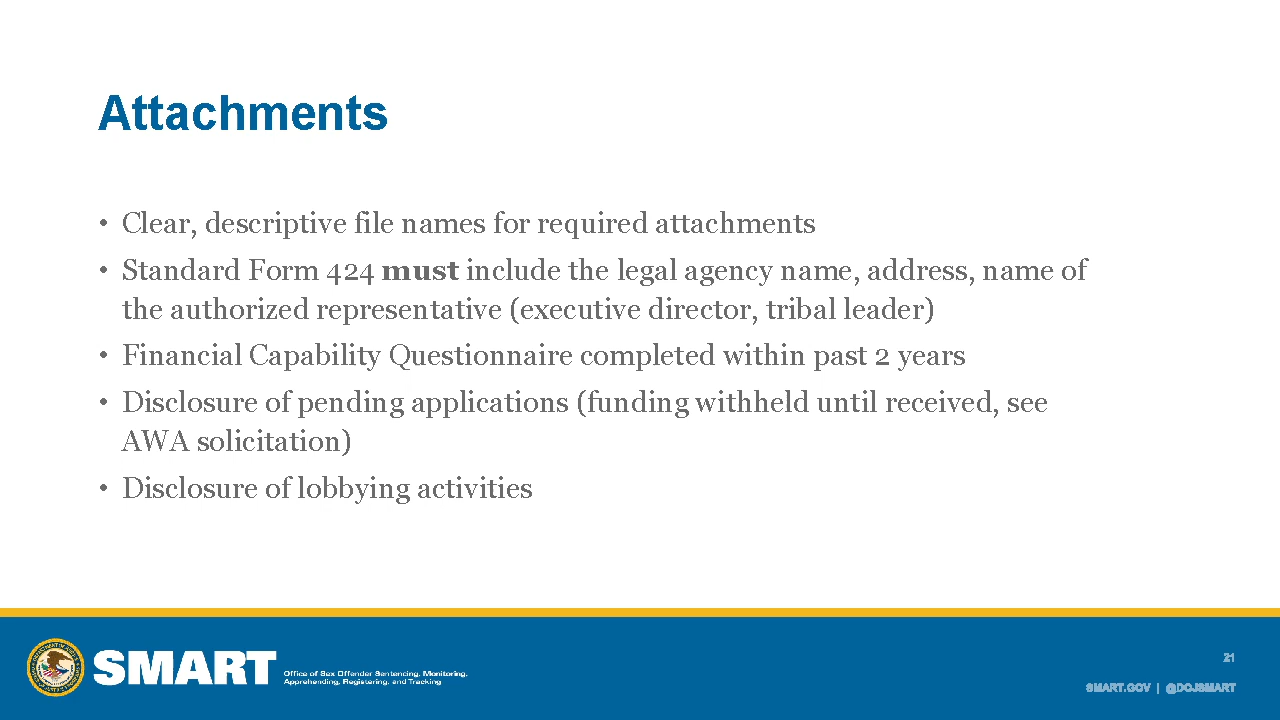 Attachments
• Clear, descriptive file names for required attachments
• Standard Form 424 must include the legal agency name, address, name of
the authorized representative (executive director, tribal leader)
• Financial Capability Questionnaire completed within past 2 years
• Disclosure of pending applications (funding withheld until received, see
AWA solicitation)
• Disclosure of lobbying activities
SMART
Office of Sex Offender Sentencing, Monitoring,
Apprehending, Registering, and Tracking
21
SMART.GOV | @DOJSMART